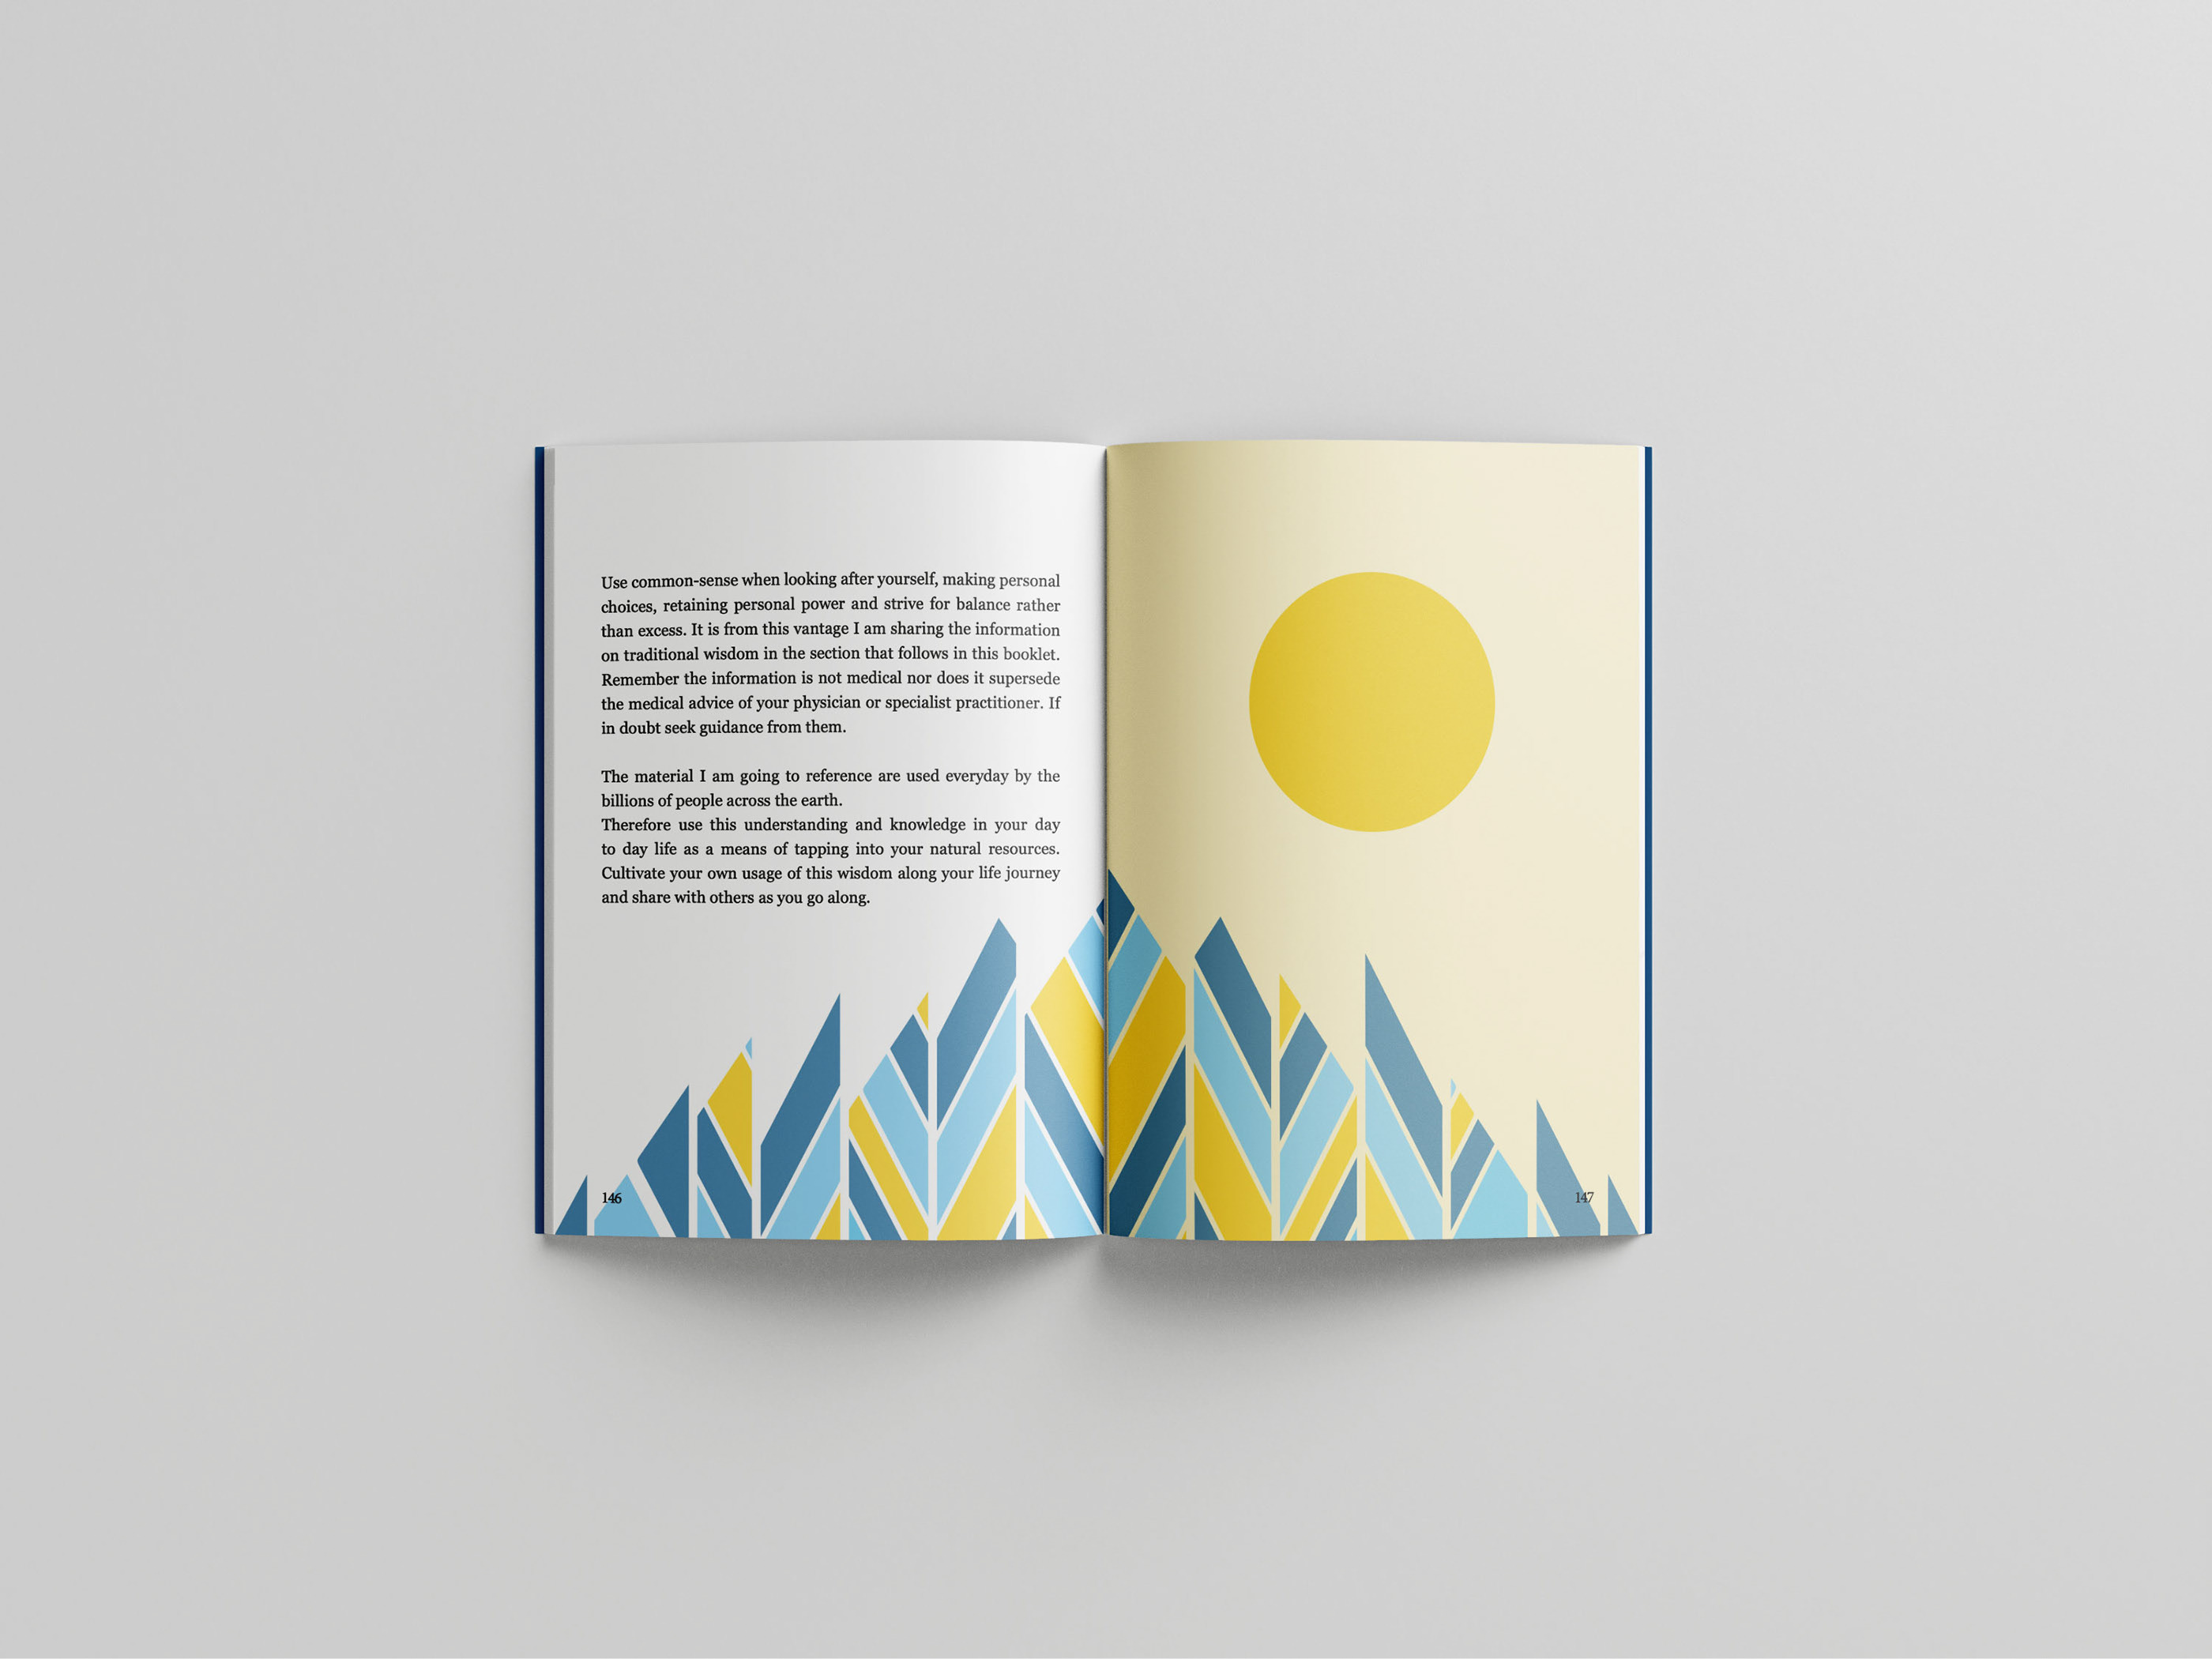 Use common-sense when looking after yourself, making personal
choices, retaining personal power and strive for balance rather
than excess. It is from this vantage I am sharing the information
on traditional wisdom in the section that follows in this booklet.
Remember the information is not medical nor does it supersede
the medical advice of your physician or specialist practitioner. If
in doubt seek guidance from them.
The material I am going to reference are used everyday by the
billions of people across the earth.
Therefore use this understanding and knowledge in your day
to day life as a means of tapping into your natural resources.
Cultivate your own usage of this wisdom along your life journey
and share with others as you go along.
146
147